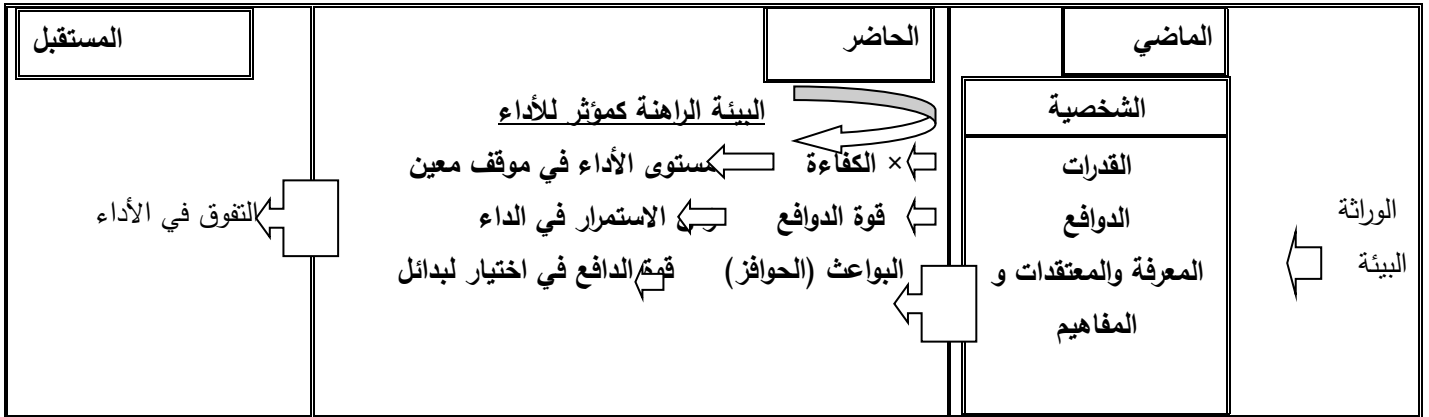 الماضي
الحاضر
المستقبل
الشخصية
البيئة الراهنة كمؤثر للأداء
القدرات
× الكفاءة
مستوى الأداء في موقف معين
الوراثة
الدوافع
قوة الدوافع
الاستمرار في الداء
التفوق في الأداء
البيئة
المعرفة والمعتقدات و
البواعث (الحوافز)
الدافع في اختيار لبدائل
المفاهيم